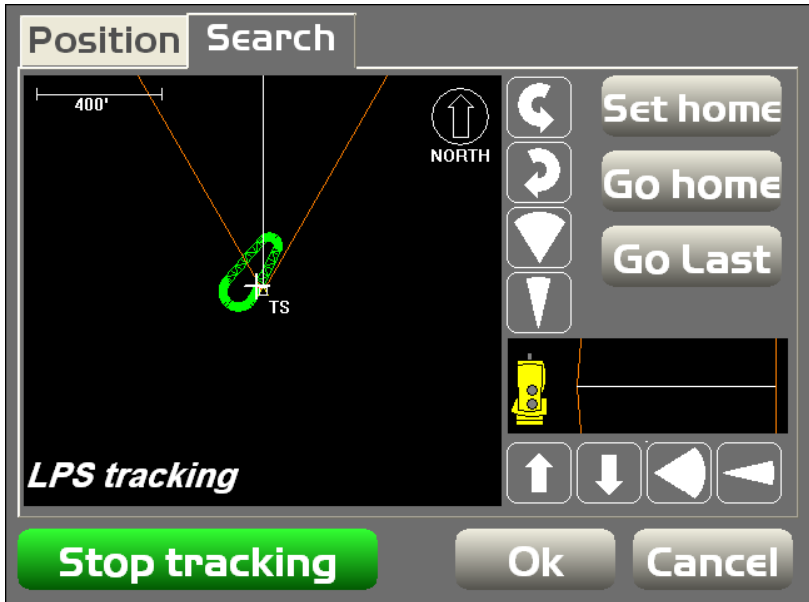 Position
Search
400'
NORTH
Set home
Go home
Go Last
TS
LPS tracking
Stop tracking
Ok
Cancel